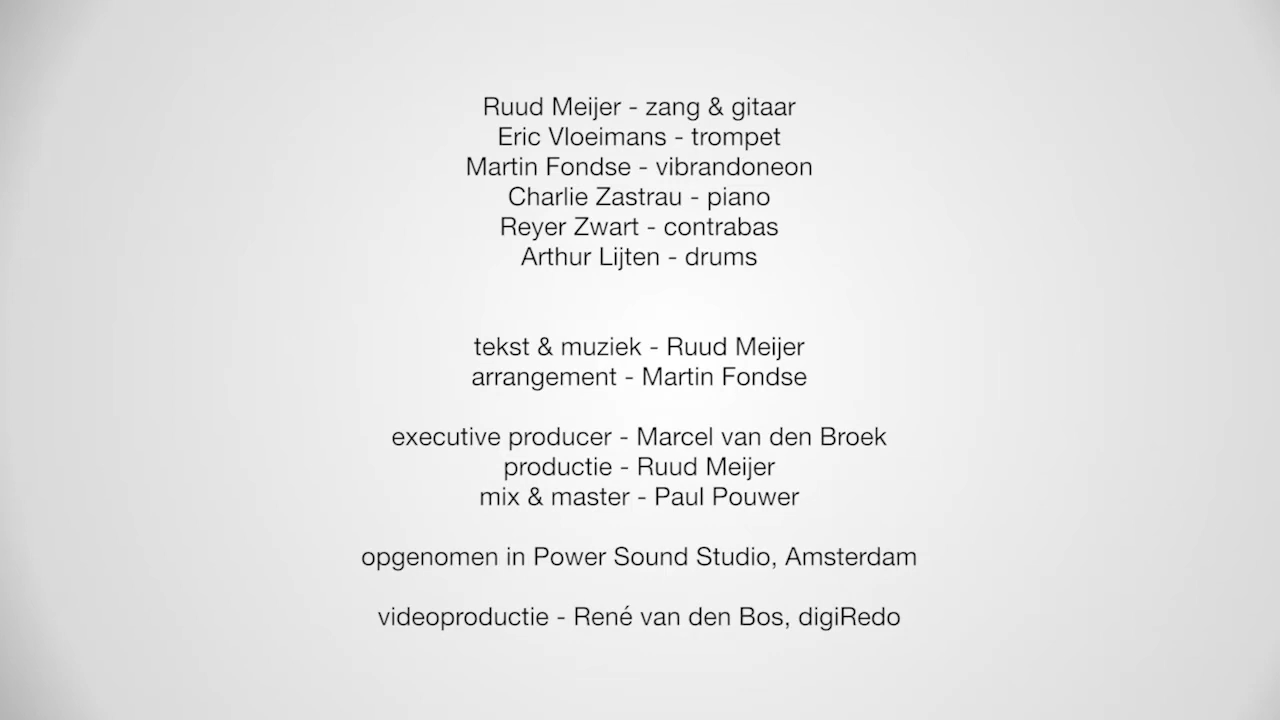 Ruud Meijer - zang & gitaar
Eric Vloeimans - trompet
Martin Fondse - vibrandoneon
Charlie Zastrau - piano
Reyer Zwart - contrabas
Arthur Lijten - drums
tekst & muziek - Ruud Meijer
arrangement - Martin Fondse
executive producer - Marcel van den Broek
productie - Ruud Meijer
mix & master - Paul Pouwer
opgenomen in Power Sound Studio, Amsterdam
videoproductie - René van den Bos, digiRedo